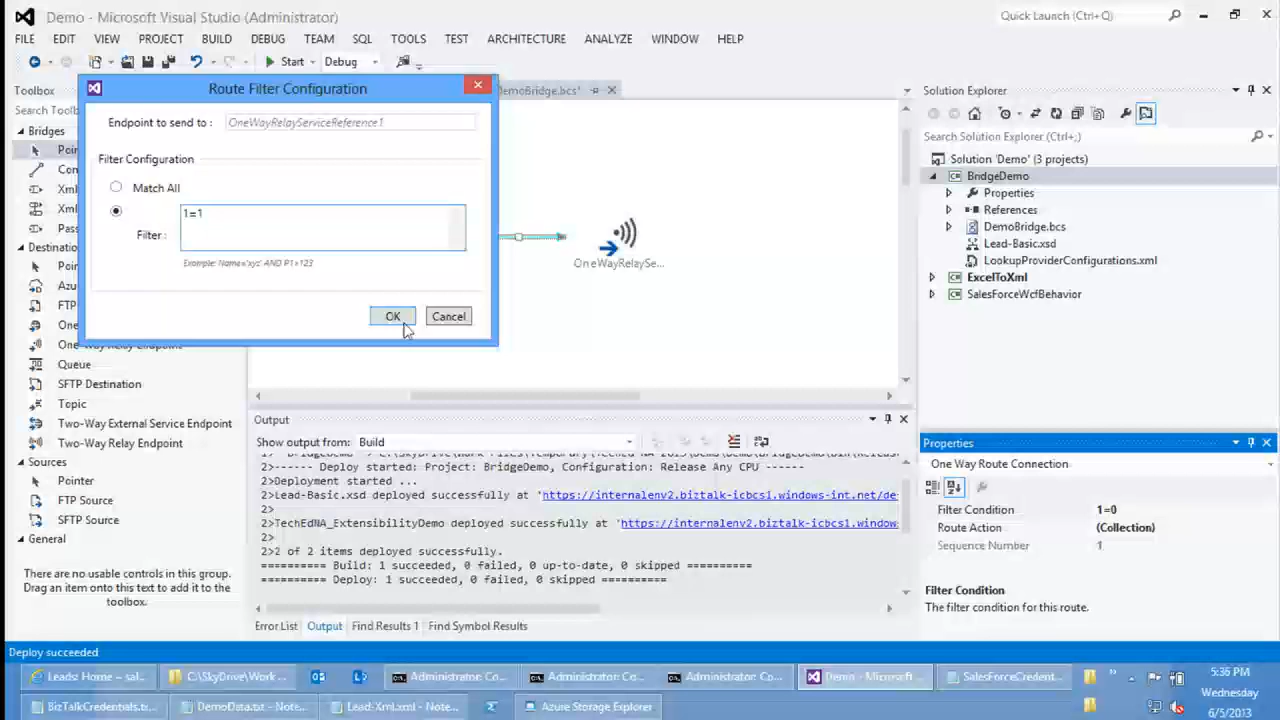 Demo - Microsoft Visual Studio (Administrator)
Quick Launch (Ctrl+Q)
FILE EDIT VIEW PROJECT BUILD DEBUG TEAM SQL TOOLS TEST ARCHITECTURE ANALYZE WINDOW HELP
Start Debug
Toolbox
Search Toolb
Bridges
Poin
Con
Xml
Xml
Pass
Destination
Poin
Azu
FTP
One
One Way Relay Endpoint
Queue
SFTP Destination
Topic
Two-Way External Service Endpoint
Two-Way Relay Endpoint
Sources
Pointer
FTP Source
SFTP Source
General
There are no usable controls in this group.
Drag an item onto this text to add it to the
toolbox.
Route Filter Configuration
Endpoint to send to : OneWayRelayServiceReference1
Filter Configuration
Match All
Filter : 1=1
Example: Name='xyz' AND P1>123
OK Cancel
DemoBridge.bcs*
OneWayRelaySe...
Output
Show output from: Build
2>------ Deploy started: Project: BridgeDemo, Configuration: Release Any CPU ------
2>Deployment started ...
2>Lead-Basic.xsd deployed successfully at 'https://internalenv2.biztalk-icbcs1.windows-int.net/de
2>
2>TechEdNA_ExtensibilityDemo deployed successfully at 'https://internalenv2.biztalk-icbcs1.window
2>
2>2 of 2 items deployed successfully.
========== Build: 1 succeeded, 0 failed, 0 up-to-date, 0 skipped ==========
========== Deploy: 1 succeeded, 0 failed, 0 skipped ==========
Error List Output Find Results 1 Find Symbol Results
Solution Explorer
Search Solution Explorer (Ctrl+;)
Solution 'Demo' (3 projects)
BridgeDemo
Properties
References
DemoBridge.bcs
Lead-Basic.xsd
LookupProviderConfigurations.xml
ExcelToXml
SalesForceWcfBehavior
Properties
One Way Route Connection
Filter Condition 1=0
Route Action (Collection)
Sequence Number 1
Filter Condition
The filter condition for this route.
Deploy succeeded
Leads: Home ~ sal... C:\SkyDrive\Work ... Administrator: Co... Administrator: Co... Administrator: Co... Demo - Microsoft ... SalesForceCredent...
BizTalkCredentials.tx... DemoData.txt - Note... Lead-Xml.xml - Note... Azure Storage Explorer
5:36 PM
Wednesday
6/5/2013